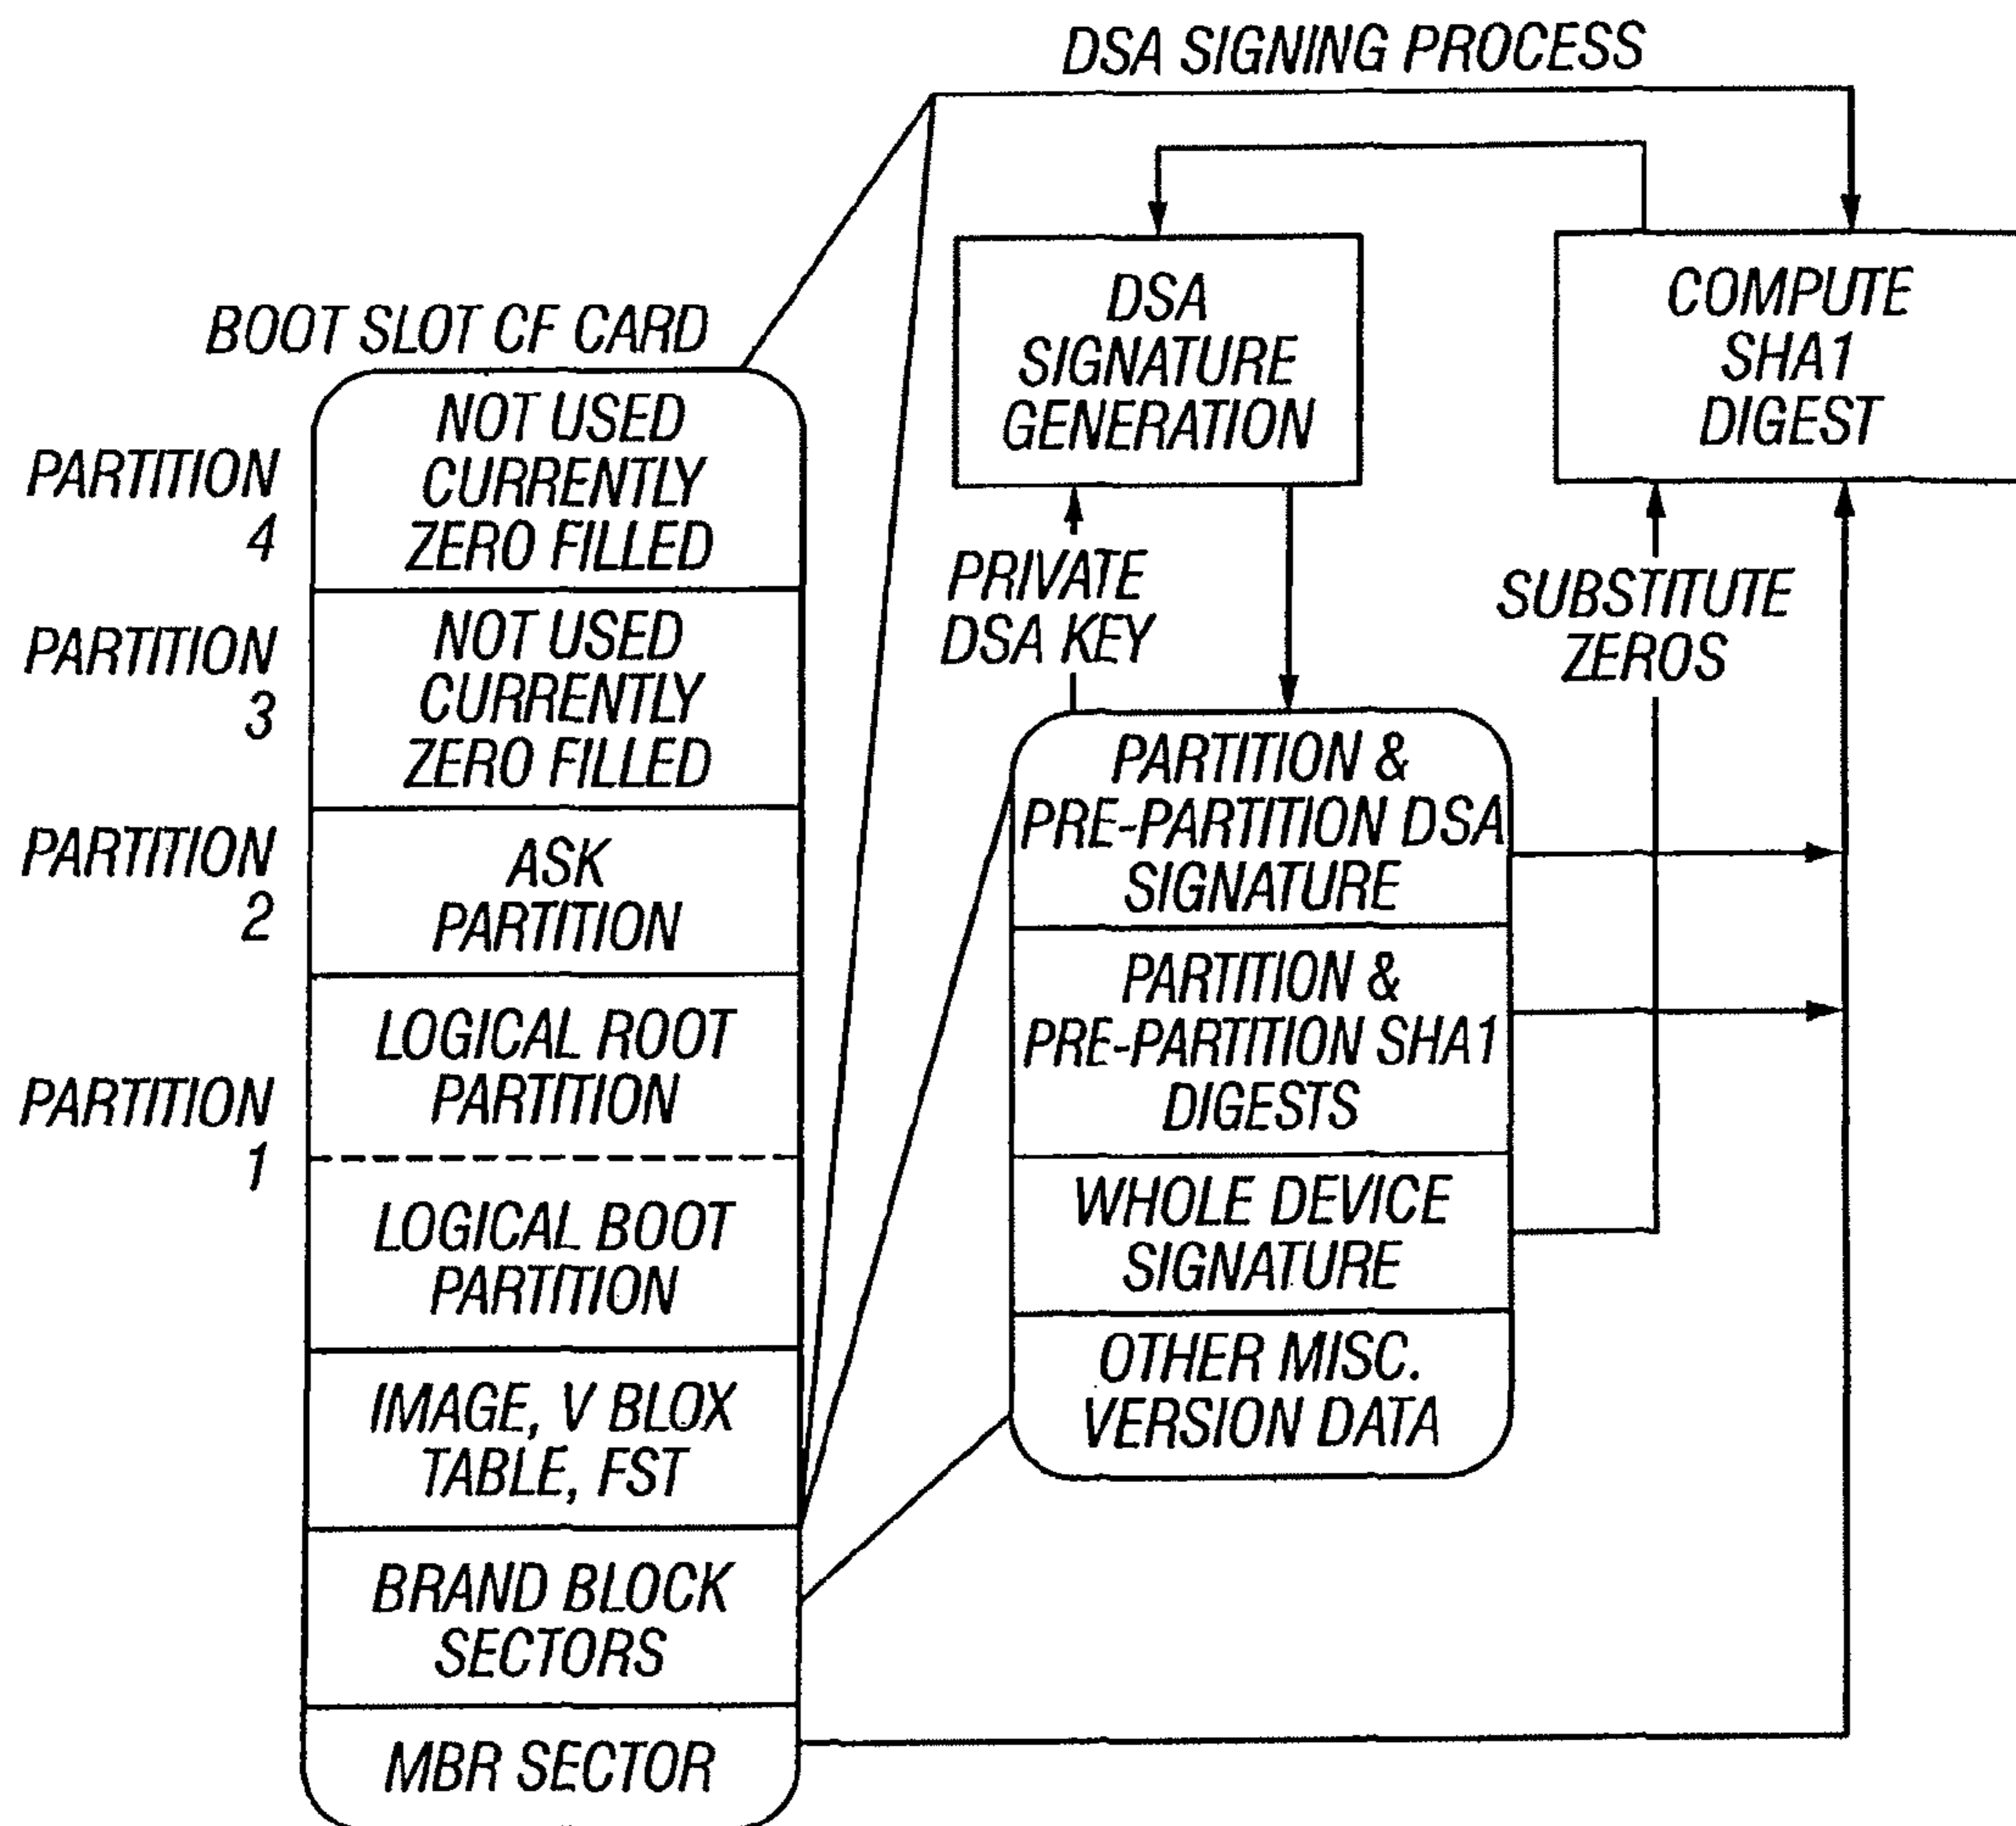 DSA SIGNING PROCESS
BOOT SLOT CF CARD
PARTITION
4
NOT USED
CURRENTLY
ZERO FILLED
PARTITION
3
NOT USED
CURRENTLY
ZERO FILLED
PARTITION
2
ASK
PARTITION
PARTITION
1
LOGICAL ROOT
PARTITION
LOGICAL BOOT
PARTITION
IMAGE, V BLOX
TABLE, FST
BRAND BLOCK
SECTORS
MBR SECTOR
DSA
SIGNATURE
GENERATION
COMPUTE
SHA1
DIGEST
PRIVATE
DSA KEY
SUBSTITUTE
ZEROS
PARTITION &
PRE-PARTITION DSA
SIGNATURE
PARTITION &
PRE-PARTITION SHA1
DIGESTS
WHOLE DEVICE
SIGNATURE
OTHER MISC.
VERSION DATA